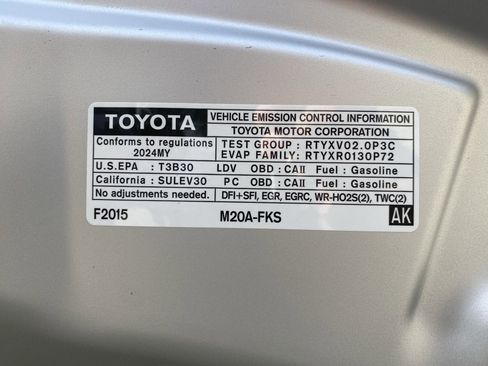 TOYOTA
VEHICLE EMISSION CONTROL INFORMATION
TOYOTA MOTOR CORPORATION
Conforms to regulations
2024MY
TEST GROUP : RTYXV02.0P3C
EVAP FAMILY: RTYXR0130P72
U.S.EPA : T3B30 LDV OBD : CAII Fuel : Gasoline
California : SULEV30 PC OBD : CAII Fuel : Gasoline
No adjustments needed. DFI+SFI, EGR, EGRC, WR-HO2S(2), TWC(2)
F2015 M20A-FKS AK